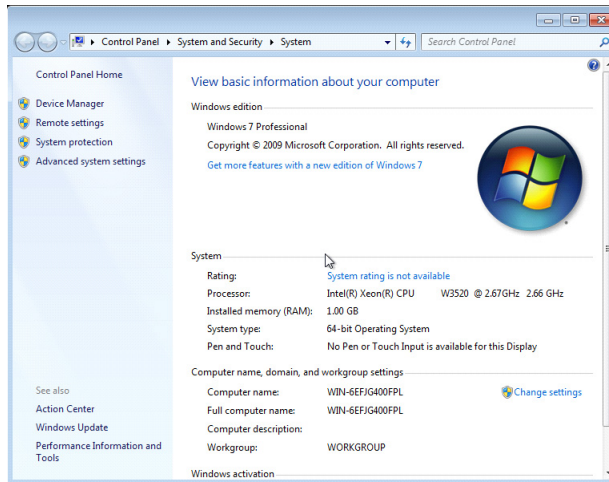 Control Panel System and Security System Search Control Panel
Control Panel Home
Device Manager
Remote settings
System protection
Advanced system settings
See also
Action Center
Windows Update
Performance Information and
Tools
View basic information about your computer
Windows edition
Windows 7 Professional
Copyright © 2009 Microsoft Corporation. All rights reserved.
Get more features with a new edition of Windows 7
System
Rating: System rating is not available
Processor: Intel(R) Xeon(R) CPU W3520 @ 2.67GHz 2.66 GHz
Installed memory (RAM): 1.00 GB
System type: 64-bit Operating System
Pen and Touch: No Pen or Touch Input is available for this Display
Computer name, domain, and workgroup settings
Computer name: WIN-6EFJG400FPL Change settings
Full computer name: WIN-6EFJG400FPL
Computer description:
Workgroup: WORKGROUP
Windows activation